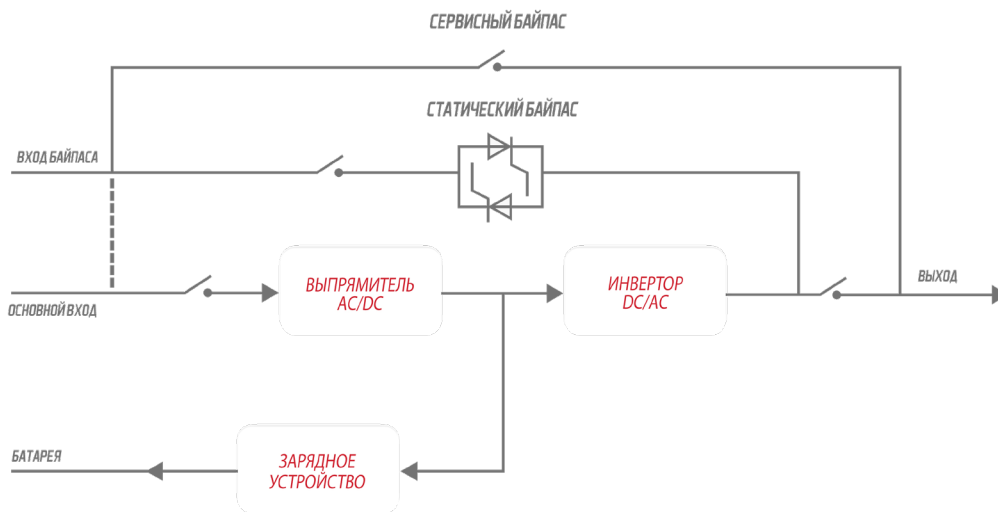 СЕРВИСНЫЙ БАЙПАС
СТАТИЧЕСКИЙ БАЙПАС
ВХОД БАЙПАСА
ВЫПРЯМИТЕЛЬ
AC/DC
ИНВЕРТОР
DC/AC
ВЫХОД
ОСНОВНОЙ ВХОД
БАТАРЕЯ
ЗАРЯДНОЕ
УСТРОЙСТВО